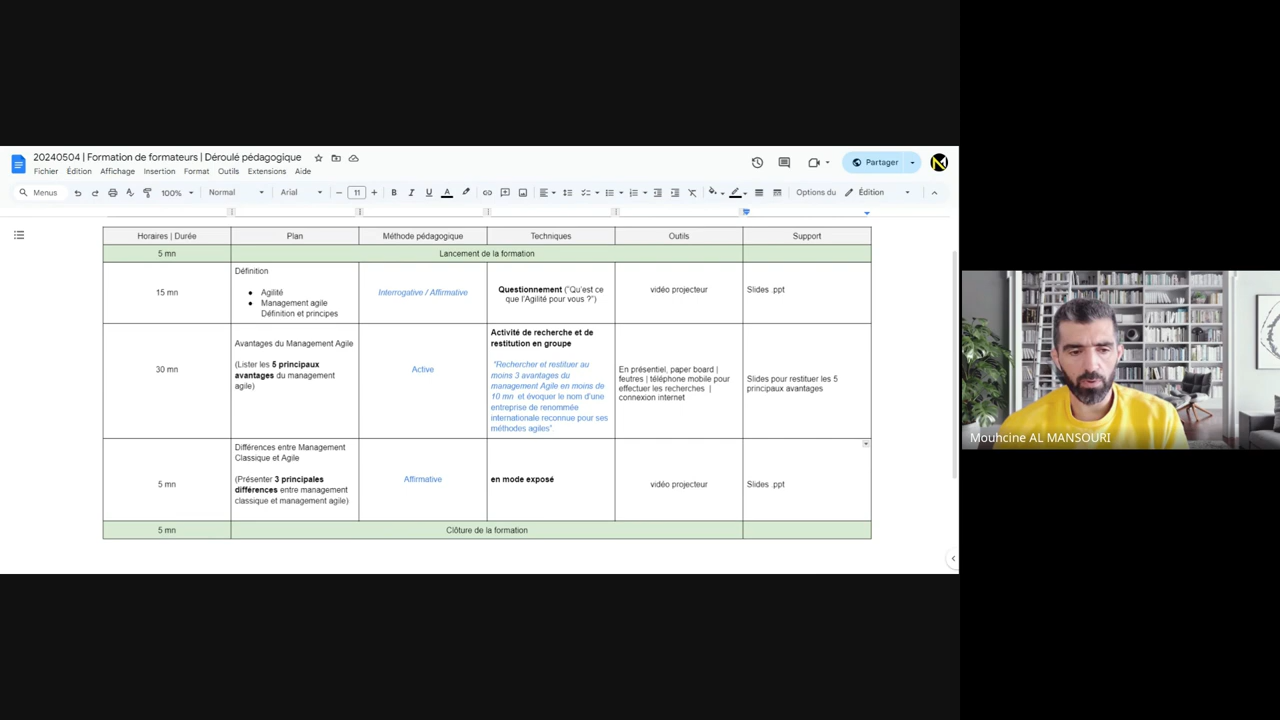 20240504 | Formation de formateurs | Déroulé pédagogique
Partager
Fichier Édition Affichage Insertion Format Outils Extensions Aide
Menus 100% Normal Arial 11 Options du Édition
Horaires | Durée Plan Méthode pédagogique Techniques Outils Support
5 mn Lancement de la formation
15 mn
Définition
● Agilité
● Management agile
Définition et principes
Interrogative / Affirmative
Questionnement ("Qu'est ce
que l'Agilité pour vous ?")
vidéo projecteur
Slides .ppt
30 mn
Avantages du Management Agile
(Lister les 5 principaux
avantages du management
agile)
Active
Activité de recherche et de
restitution en groupe
"Rechercher et restituer au
moins 3 avantages du
management Agile en moins de
10 mn et évoquer le nom d'une
entreprise de renommée
internationale reconnue pour ses
méthodes agiles".
En présentiel, paper board |
feutres | téléphone mobile pour
effectuer les recherches |
connexion internet
Slides pour restituer les 5
principaux avantages
5 mn
Différences entre Management
Classique et Agile
(Présenter 3 principales
différences entre management
classique et management agile)
Affirmative
en mode exposé
vidéo projecteur
Slides .ppt
5 mn Clôture de la formation
Mouhcine AL MANSOURI